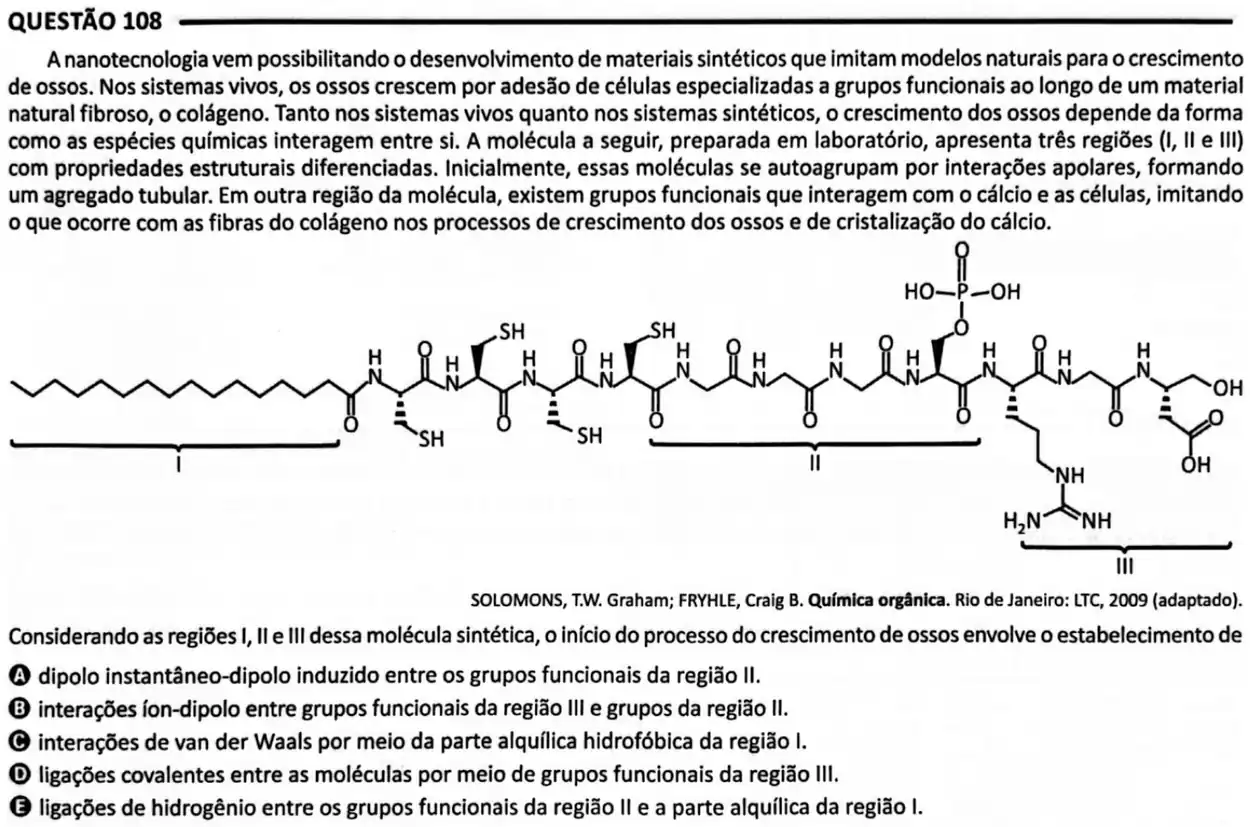 QUESTÃO 108
A nanotecnologia vem possibilitando o desenvolvimento de materiais sintéticos que imitam modelos naturais para o crescimento
de ossos. Nos sistemas vivos, os ossos crescem por adesão de células especializadas a grupos funcionais ao longo de um material
natural fibroso, o colágeno. Tanto nos sistemas vivos quanto nos sistemas sintéticos, o crescimento dos ossos depende da forma
como as espécies químicas interagem entre si. A molécula a seguir, preparada em laboratório, apresenta três regiões (I, II e III)
com propriedades estruturais diferenciadas. Inicialmente, essas moléculas se autoagrupam por interações apolares, formando
um agregado tubular. Em outra região da molécula, existem grupos funcionais que interagem com o cálcio e as células, imitando
o que ocorre com as fibras do colágeno nos processos de crescimento dos ossos e de cristalização do cálcio.
O
HO P OH
O
SH SH
H O H H O H H O H H O H H O H H
N N N N N N N N N N N OH
O O O O O O O
SH SH
O
OH
I II
NH
H2N NH
III
SOLOMONS, T.W. Graham; FRYHLE, Craig B. Química orgânica. Rio de Janeiro: LTC, 2009 (adaptado).
Considerando as regiões I, II e III dessa molécula sintética, o início do processo do crescimento de ossos envolve o estabelecimento de
A dipolo instantâneo-dipolo induzido entre os grupos funcionais da região II.
B interações íon-dipolo entre grupos funcionais da região III e grupos da região II.
C interações de van der Waals por meio da parte alquílica hidrofóbica da região I.
D ligações covalentes entre as moléculas por meio de grupos funcionais da região III.
E ligações de hidrogênio entre os grupos funcionais da região II e a parte alquílica da região I.